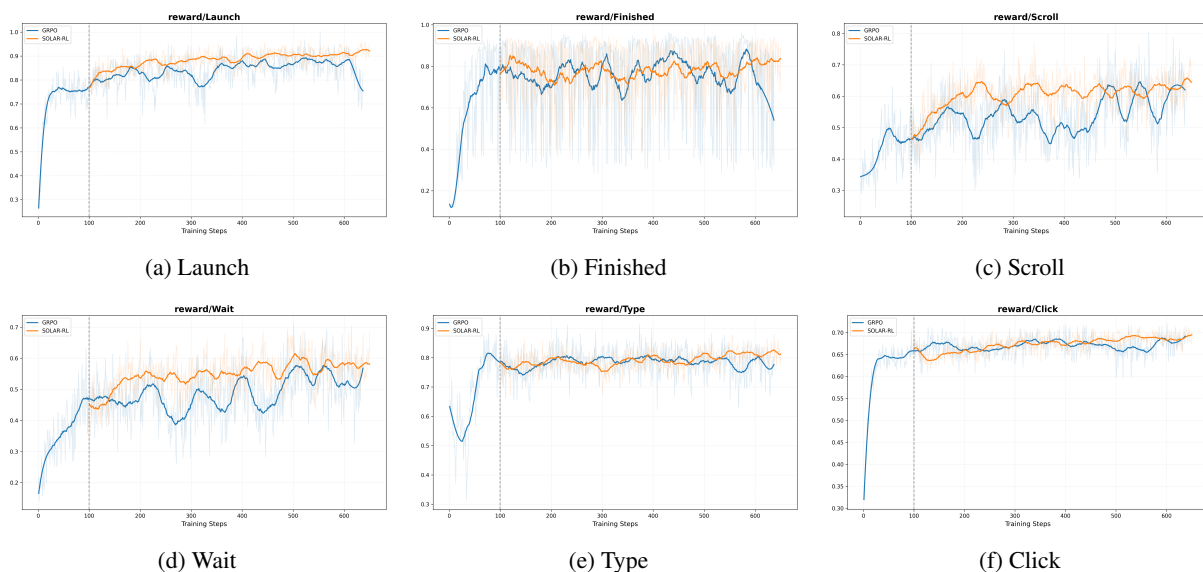 reward/Launch
GRPO
SOLAR-RL
1.0
0.9
0.8
0.7
0.6
0.5
0.4
0.3
0 100 200 300 400 500 600
Training Steps
(a) Launch
reward/Finished
GRPO
SOLAR-RL
1.0
0.8
0.6
0.4
0.2
0 100 200 300 400 500 600
Training Steps
(b) Finished
reward/Scroll
GRPO
SOLAR-RL
0.8
0.7
0.6
0.5
0.4
0.3
0 100 200 300 400 500 600
Training Steps
(c) Scroll
reward/Wait
GRPO
SOLAR-RL
0.7
0.6
0.5
0.4
0.3
0.2
0 100 200 300 400 500 600
Training Steps
(d) Wait
reward/Type
GRPO
SOLAR-RL
0.9
0.8
0.7
0.6
0.5
0.4
0.3
0 100 200 300 400 500 600
Training Steps
(e) Type
reward/Click
GRPO
SOLAR-RL
0.70
0.65
0.60
0.55
0.50
0.45
0.40
0.35
0.30
0 100 200 300 400 500 600
Training Steps
(f) Click